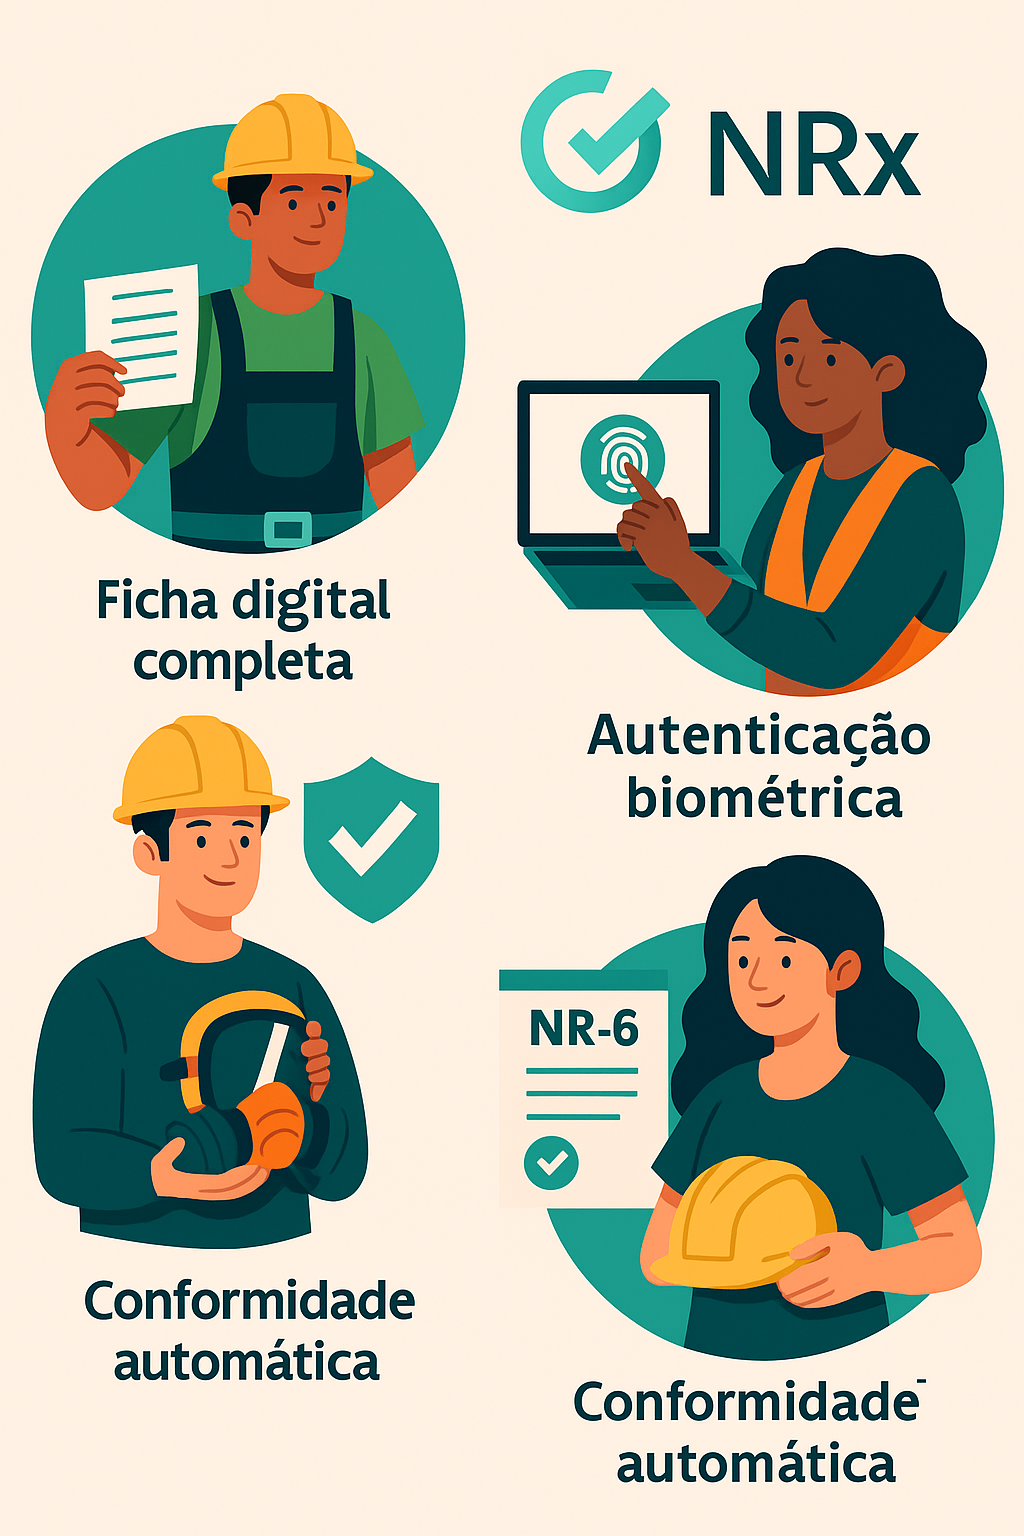 NRx
Ficha digital
completa
Autenticação
biométrica
NR-6
Conformidade
automática
Conformidade¯
automática